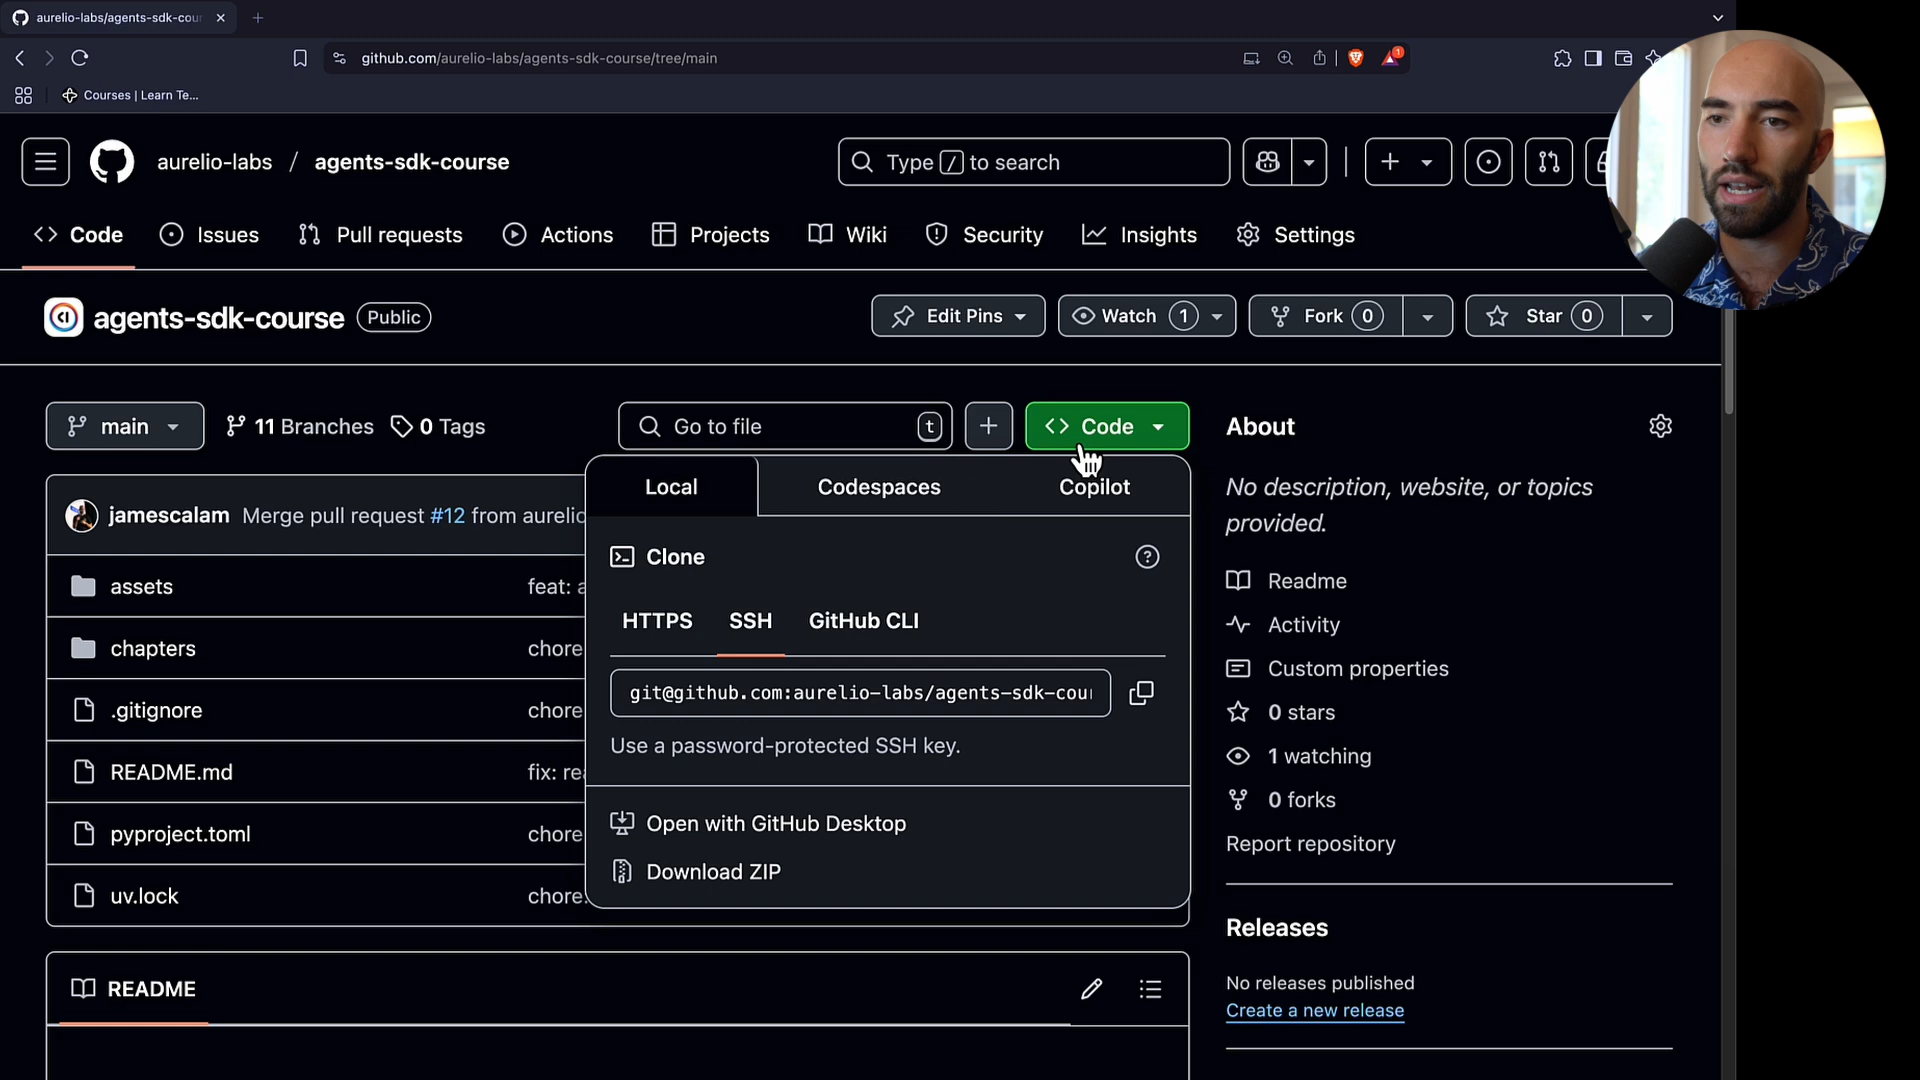 aurelio-labs/agents-sdk-cour
github.com/aurelio-labs/agents-sdk-course/tree/main
1
Courses | Learn Te...
aurelio-labs / agents-sdk-course
Type / to search
Code
Issues
Pull requests
Actions
Projects
Wiki
Security
Insights
Settings
agents-sdk-course
Public
Edit Pins
Watch 1
Fork 0
Star 0
main
11 Branches
0 Tags
Go to file t
Code
About
Local
Codespaces
Copilot
No description, website, or topics
provided.
jamescalam Merge pull request #12 from aurelio
Clone
HTTPS
SSH
GitHub CLI
git@github.com:aurelio-labs/agents-sdk-cou
Use a password-protected SSH key.
Open with GitHub Desktop
Download ZIP
assets
feat:
chapters
chore
.gitignore
chore
README.md
fix:
pyproject.toml
chore
uv.lock
chore:
README
Readme
Activity
Custom properties
0 stars
1 watching
0 forks
Report repository
Releases
No releases published
Create a new release